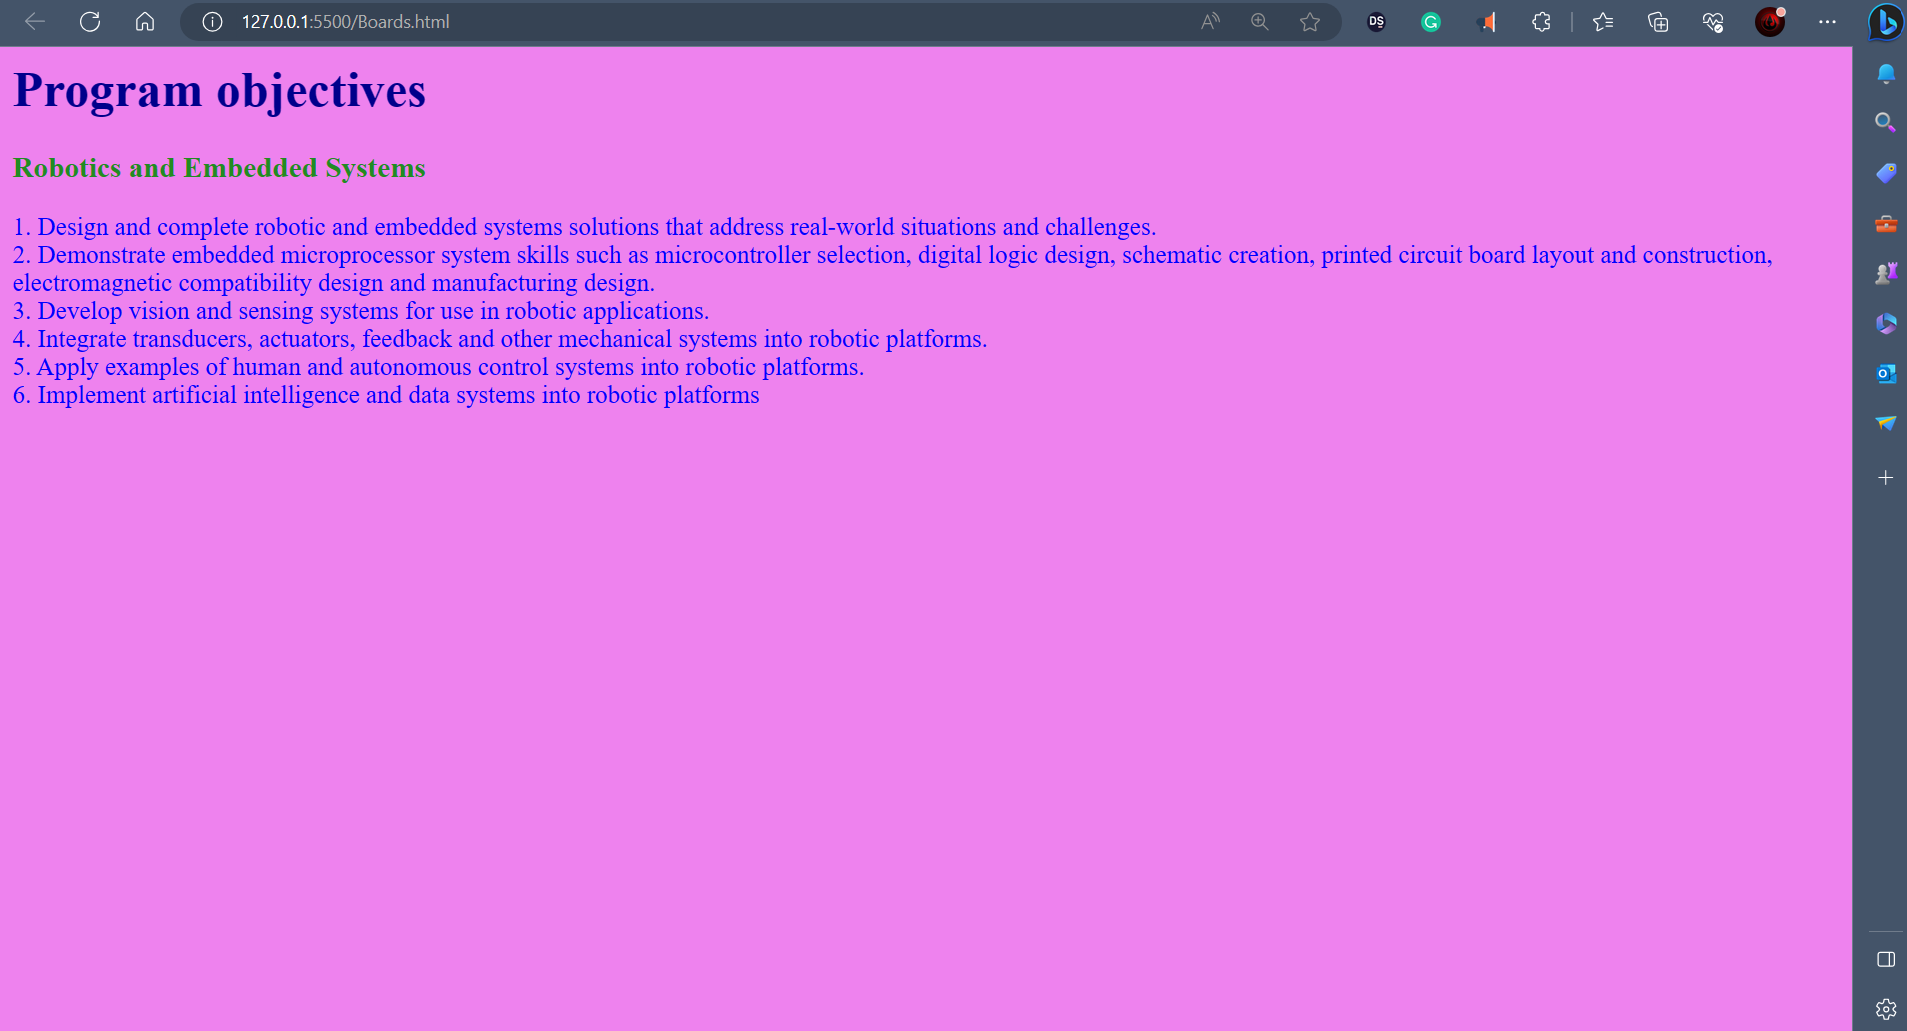 127.0.0.1:5500/Boards.html
Program objectives
Robotics and Embedded Systems
1. Design and complete robotic and embedded systems solutions that address real-world situations and challenges.
2. Demonstrate embedded microprocessor system skills such as microcontroller selection, digital logic design, schematic creation, printed circuit board layout and construction,
electromagnetic compatibility design and manufacturing design.
3. Develop vision and sensing systems for use in robotic applications.
4. Integrate transducers, actuators, feedback and other mechanical systems into robotic platforms.
5. Apply examples of human and autonomous control systems into robotic platforms.
6. Implement artificial intelligence and data systems into robotic platforms